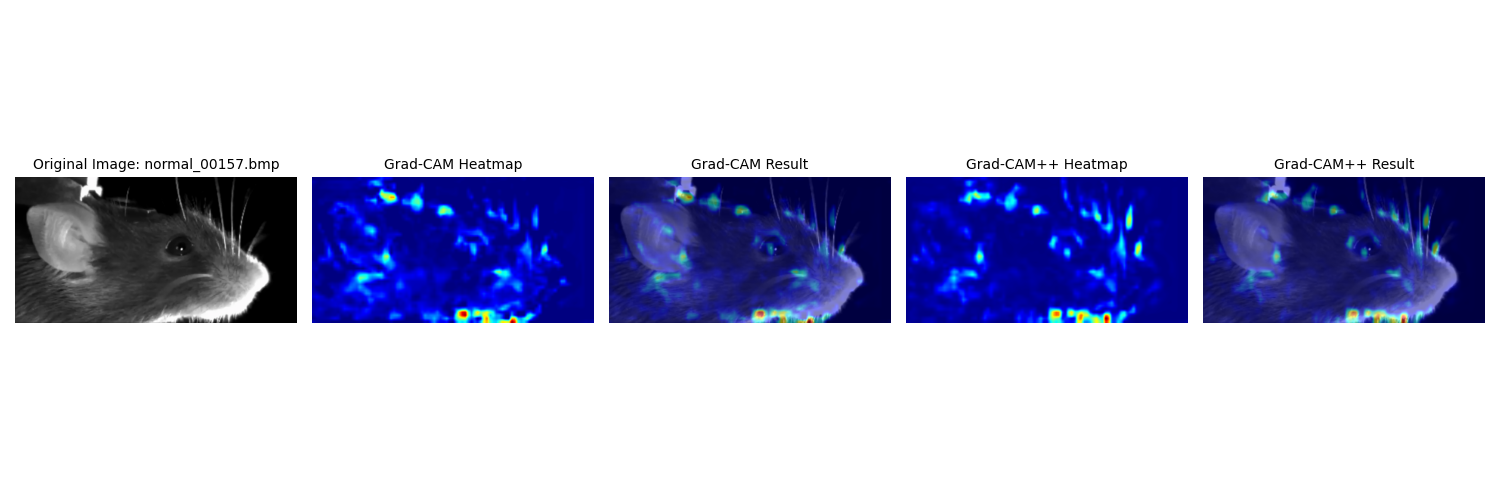 Original Image: normal_00157.bmp
Grad-CAM Heatmap
Grad-CAM Result
Grad-CAM++ Heatmap
Grad-CAM++ Result